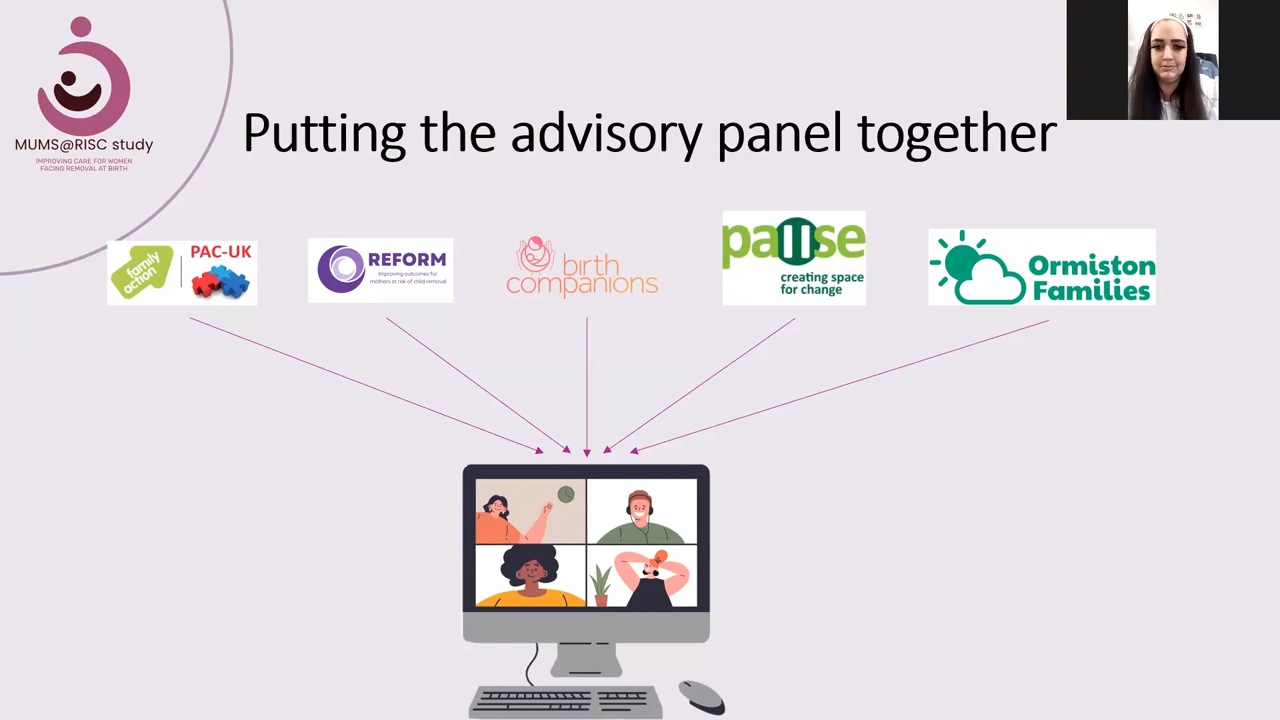 MUMS@RISC study
IMPROVING CARE FOR WOMEN
FACING REMOVAL AT BIRTH
Putting the advisory panel together
family
action
PAC-UK
REFORM
Improving outcomes for
mothers at risk of child removal
birth
companions
pause
creating space
for change
Ormiston
Families